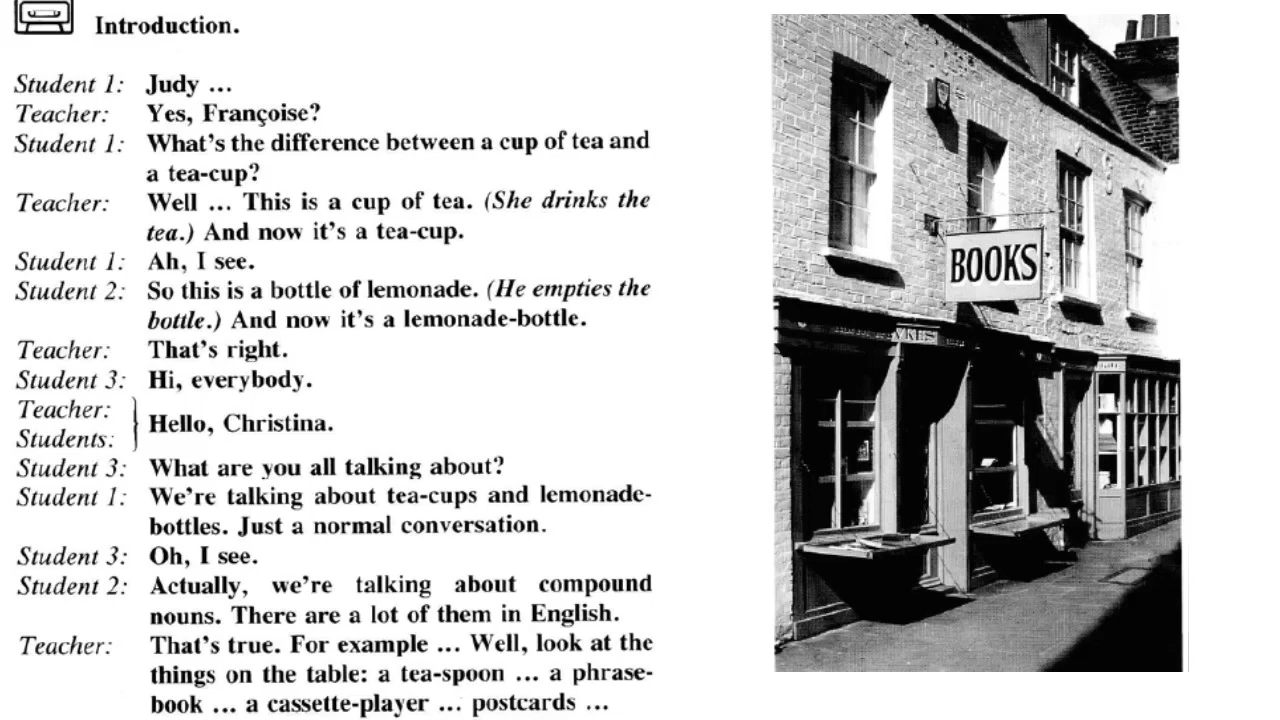 Introduction.
Student 1: Judy ...
Teacher: Yes, Françoise?
Student 1: What's the difference between a cup of tea and
a tea-cup?
Teacher: Well ... This is a cup of tea. (She drinks the
tea.) And now it's a tea-cup.
Student 1: Ah, I see.
Student 2: So this is a bottle of lemonade. (He empties the
bottle.) And now it's a lemonade-bottle.
Teacher: That's right.
Student 3: Hi, everybody.
Teacher:
Students: Hello, Christina.
Student 3: What are you all talking about?
Student 1: We're talking about tea-cups and lemonade-
bottles. Just a normal conversation.
Student 3: Oh, I see.
Student 2: Actually, we're talking about compound
nouns. There are a lot of them in English.
Teacher: That's true. For example ... Well, look at the
things on the table: a tea-spoon ... a phrase-
book ... a cassette-player ... postcards ...
BOOKS